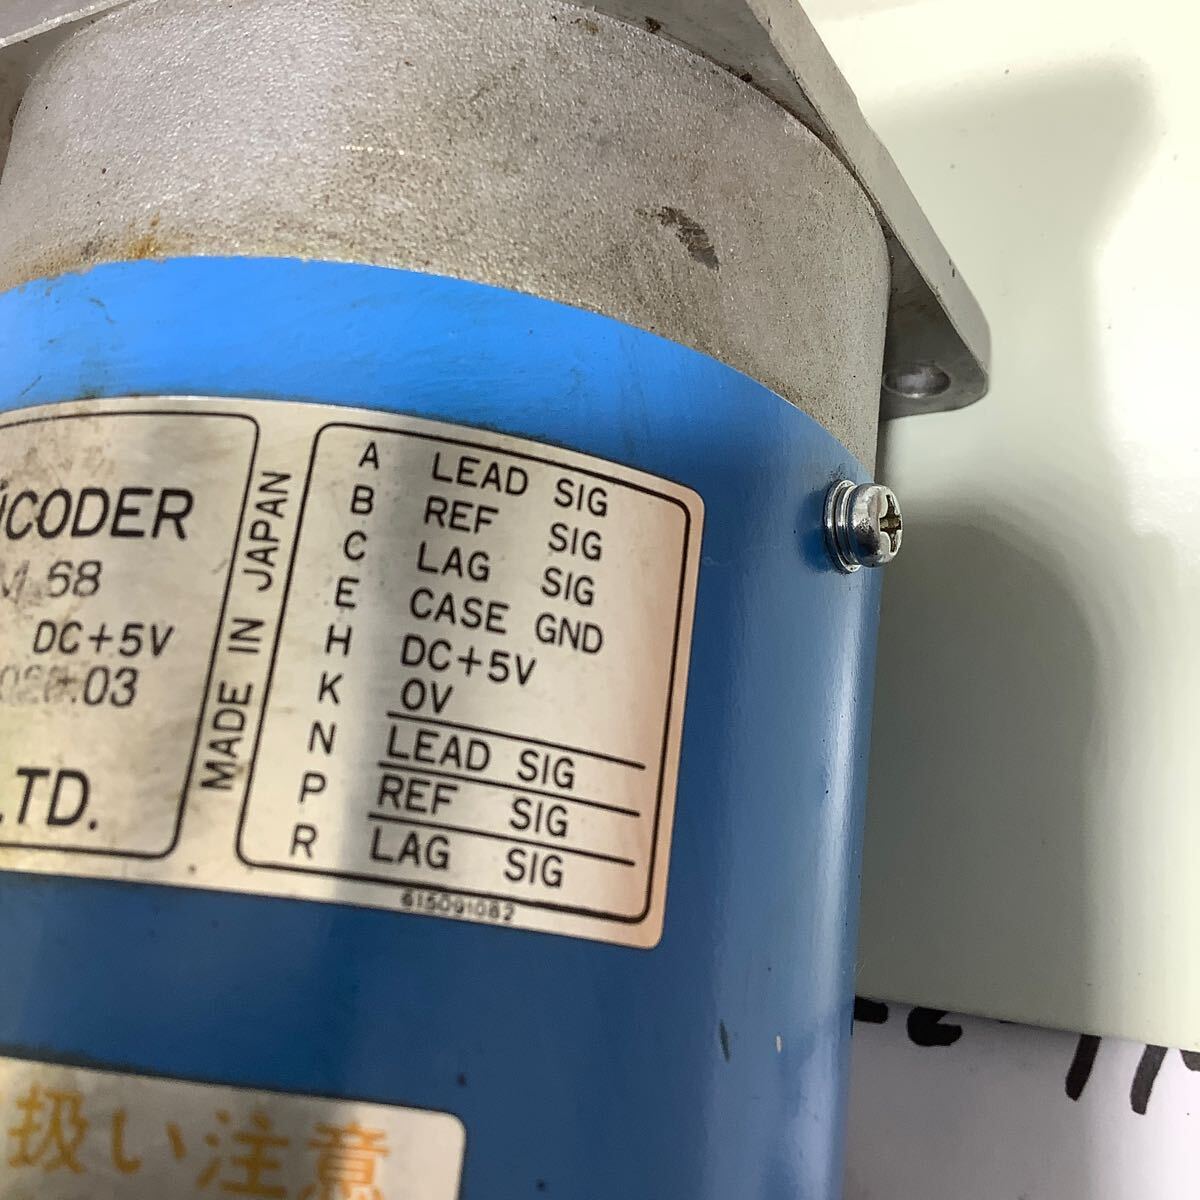 CODER
68
DC+5V
.03
LTD.
MADE IN JAPAN
A LEAD SIG
B REF SIG
C LAG SIG
E CASE GND
H DC+5V
K 0V
N LEAD SIG
P REF SIG
R LAG SIG
615091082
扱い注意